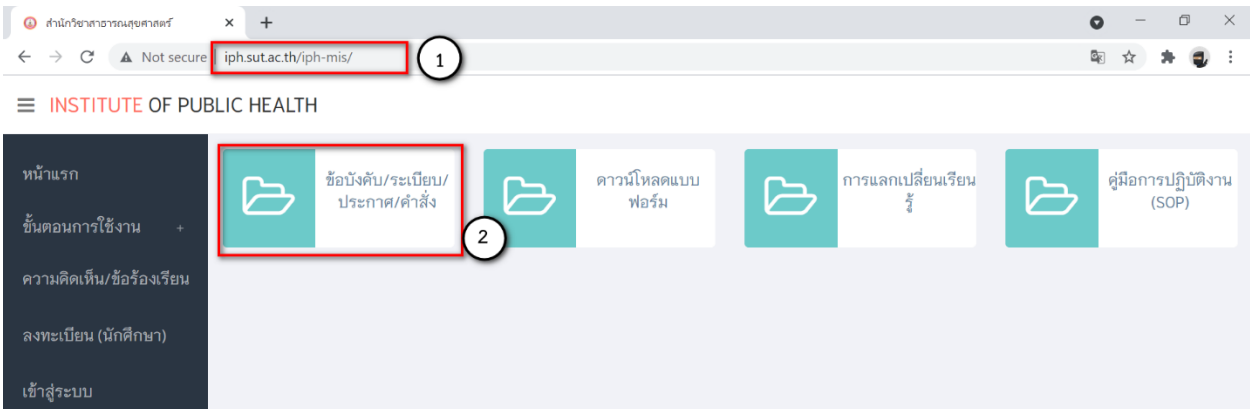 สำนักวิชาสาธารณสุขศาสตร์
Not secure iph.sut.ac.th/iph-mis/
1
INSTITUTE OF PUBLIC HEALTH
หน้าแรก
ขั้นตอนการใช้งาน +
ความคิดเห็น/ข้อร้องเรียน
ลงทะเบียน (นักศึกษา)
เข้าสู่ระบบ
ข้อบังคับ/ระเบียบ/
ประกาศ/คำสั่ง
2
ดาวน์โหลดแบบ
ฟอร์ม
การแลกเปลี่ยนเรียน
รู้
คู่มือการปฏิบัติงาน
(SOP)